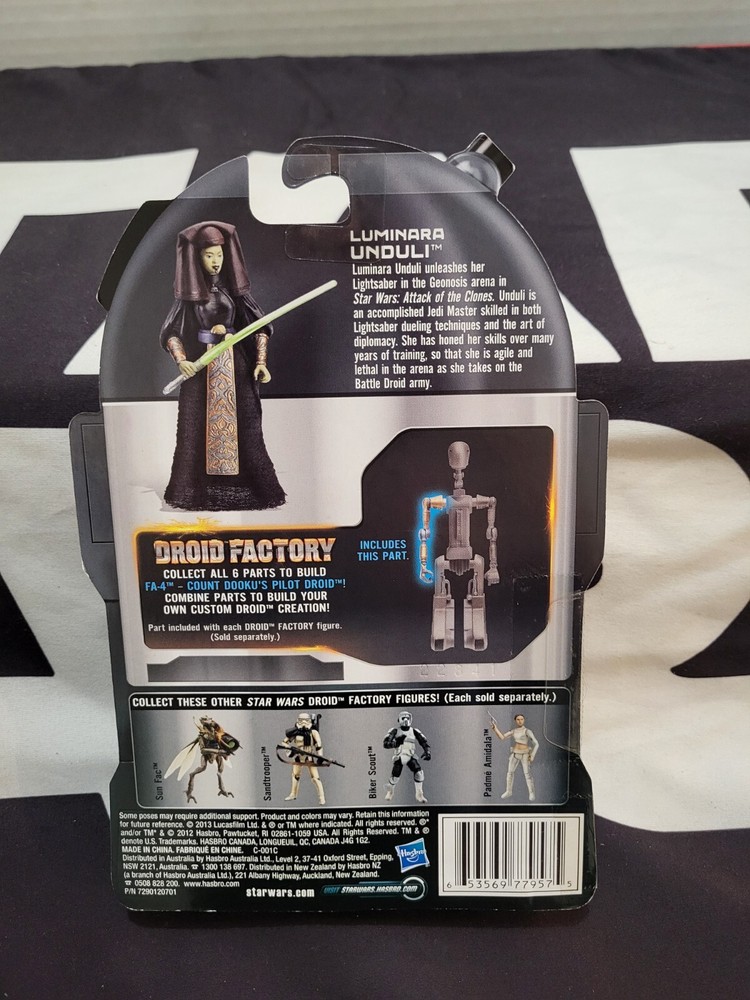 LUMINARA
UNDULI™
Luminara Unduli unleashes her
Lightsaber in the Geonosis arena in
Star Wars: Attack of the Clones. Unduli is
an accomplished Jedi Master skilled in both
Lightsaber dueling techniques and the art of
diplomacy. She has honed her skills over many
years of training, so that she is agile and
lethal in the arena as she takes on the
Battle Droid army.
DROID FACTORY
COLLECT ALL 6 PARTS TO BUILD
FA-4™ – COUNT DOOKU'S PILOT DROID™!
COMBINE PARTS TO BUILD YOUR
OWN CUSTOM DROID™ CREATION!
Part included with each DROID™ FACTORY figure.
(Sold separately.)
INCLUDES
THIS PART.
COLLECT THESE OTHER STAR WARS DROID™ FACTORY FIGURES! (Each sold separately.)
Sun Fac™
Sandtrooper™
Biker Scout™
Padmé Amidala™
Some poses may require additional support. Product and colors may vary. Retain this information
for future reference. © 2013 Lucasfilm Ltd. & ® or TM where indicated. All rights reserved. ®*
and/or TM* & © 2012 Hasbro, Pawtucket, RI 02861-1059 USA. All Rights Reserved. TM & ®
denote U.S. Trademarks. HASBRO CANADA, LONGUEUIL, QC, CANADA J4G 1G2.
MADE IN CHINA. FABRIQUÉ EN CHINE. C-001C
Distributed in Australia by Hasbro Australia Ltd., Level 2, 37-41 Oxford Street, Epping,
NSW 2121, Australia. ☎ 1300 138 697. Distributed in New Zealand by Hasbro NZ
(a branch of Hasbro Australia Ltd.), 221 Albany Highway, Auckland, New Zealand.
☎ 0508 828 200. www.hasbro.com
P/N 7290120701
starwars.com
VISIT STARWARS.HASBRO.COM
Hasbro
6 53569 77957 5